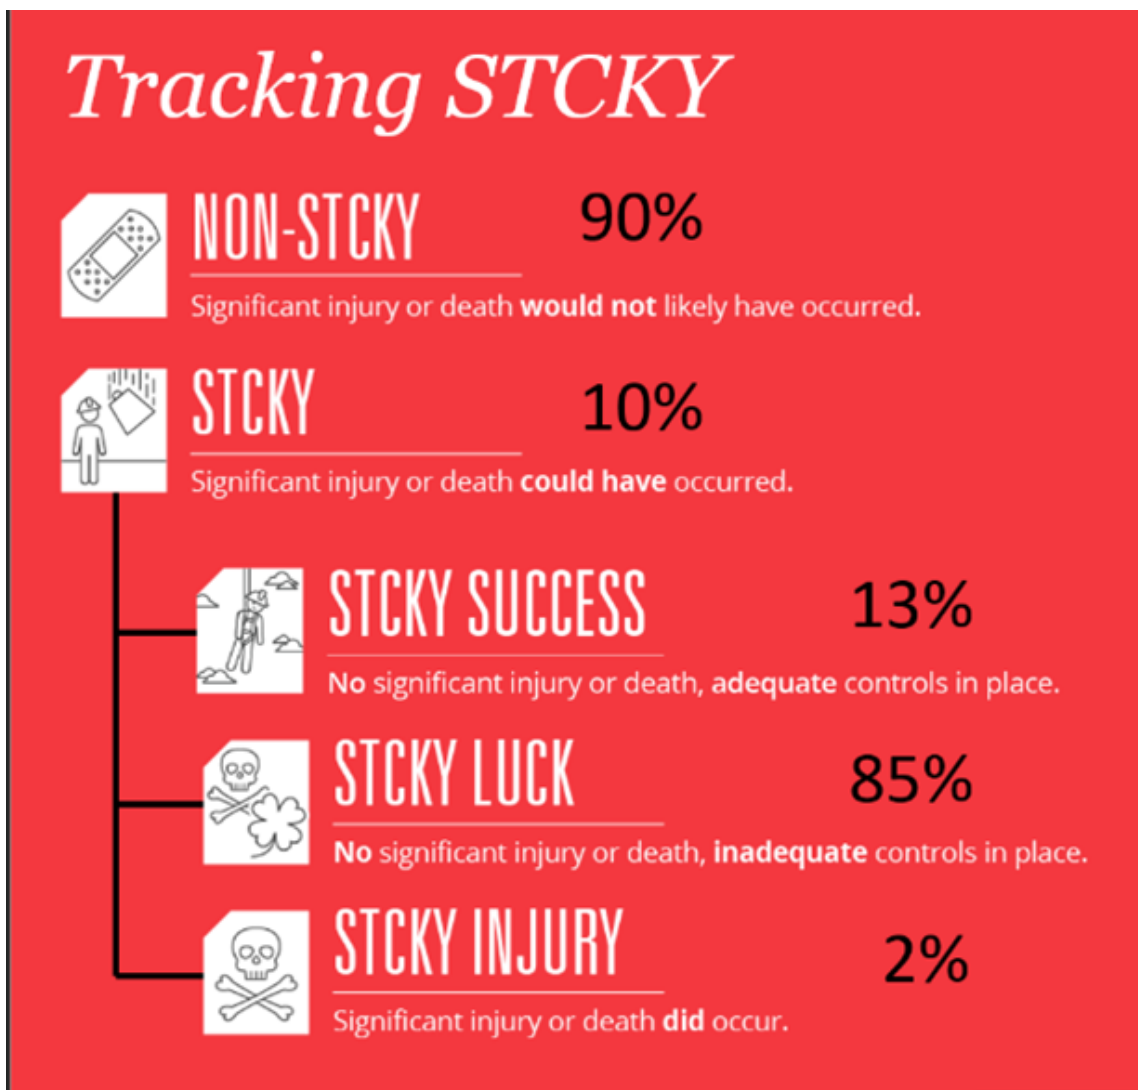 Tracking STCKY
NON-STCKY 90%
Significant injury or death would not likely have occurred.
STCKY 10%
Significant injury or death could have occurred.
STCKY SUCCESS 13%
No significant injury or death, adequate controls in place.
STCKY LUCK 85%
No significant injury or death, inadequate controls in place.
STCKY INJURY 2%
Significant injury or death did occur.